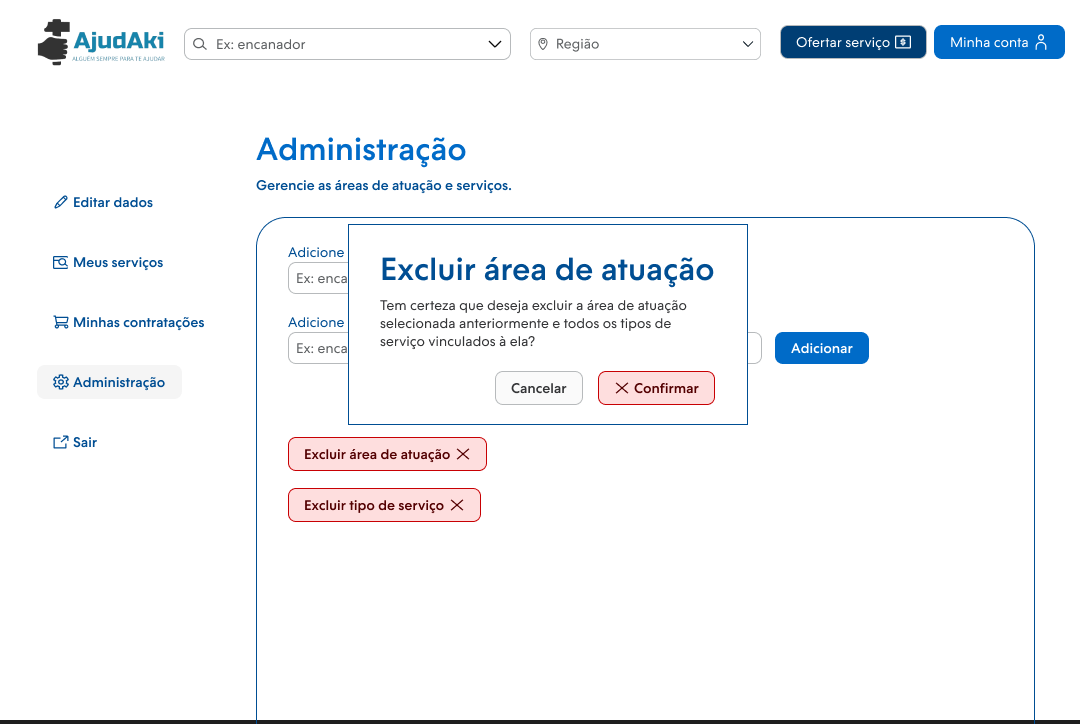 AjudAki
ALGUÉM SEMPRE PARA TE AJUDAR
Ex: encanador
Região
Ofertar serviço
Minha conta
Administração
Gerencie as áreas de atuação e serviços.
Editar dados
Meus serviços
Minhas contratações
Administração
Sair
Adicione
Ex: enca
Adicione
Ex: enca
Adicionar
Excluir área de atuação
Tem certeza que deseja excluir a área de atuação
selecionada anteriormente e todos os tipos de
serviço vinculados à ela?
Cancelar
Confirmar
Excluir área de atuação
Excluir tipo de serviço